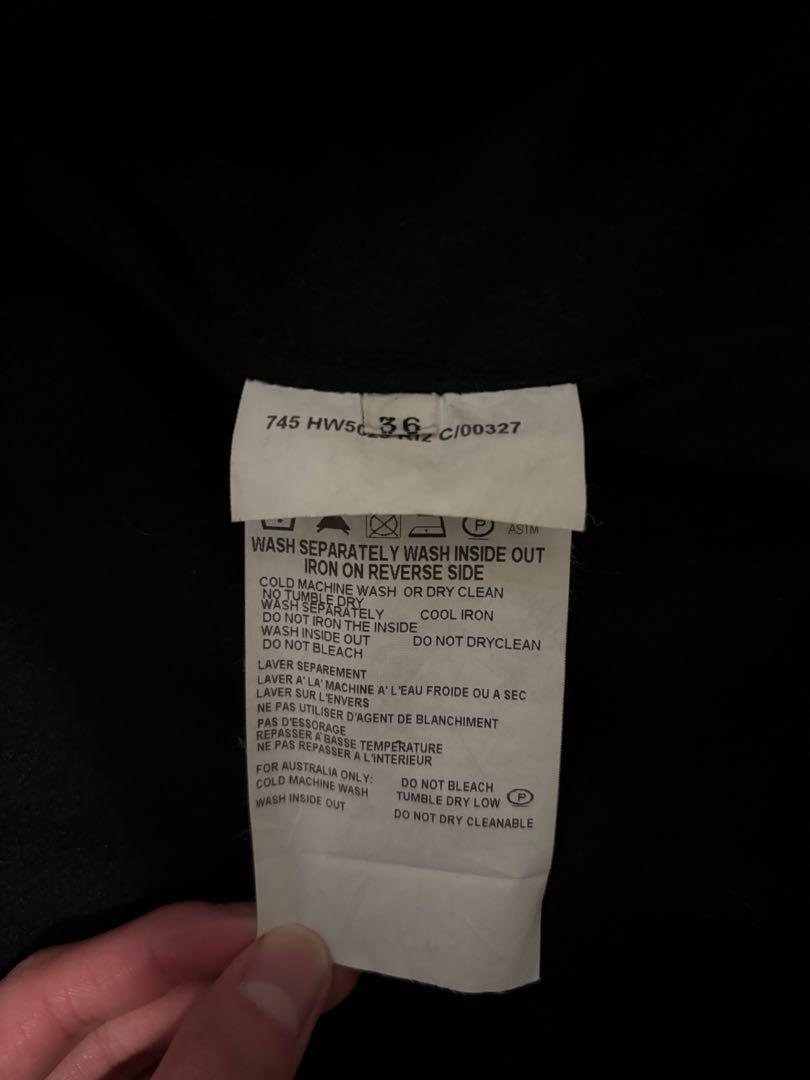 36
745 HW5 C/00327
P ASTM
WASH SEPARATELY WASH INSIDE OUT
IRON ON REVERSE SIDE
COLD MACHINE WASH OR DRY CLEAN
NO TUMBLE DRY
WASH SEPARATELY COOL IRON
DO NOT IRON THE INSIDE
WASH INSIDE OUT DO NOT DRYCLEAN
DO NOT BLEACH
LAVER SEPAREMENT
LAVER A' LA' MACHINE A' L'EAU FROIDE OU A SEC
LAVER SUR L'ENVERS
NE PAS UTILISER D'AGENT DE BLANCHIMENT
PAS D'ESSORAGE
REPASSER A' BASSE TEMPERATURE
NE PAS REPASSER A L'INTERIEUR
FOR AUSTRALIA ONLY: DO NOT BLEACH
COLD MACHINE WASH TUMBLE DRY LOW P
WASH INSIDE OUT DO NOT DRY CLEANABLE